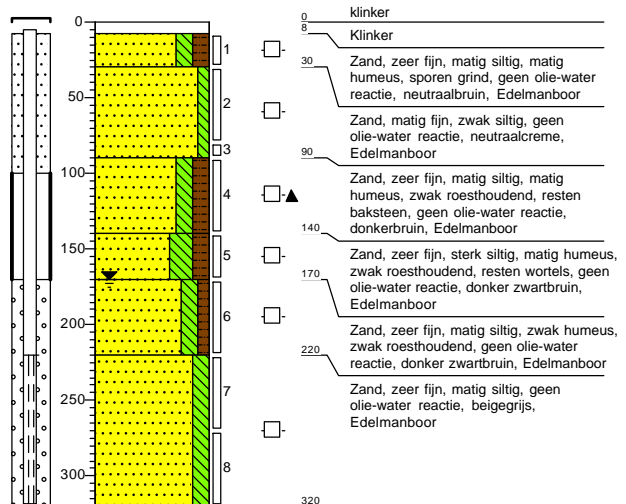 0
50
100
150
200
250
300
1
2
3
4
5
6
7
8
0
klinker
8
Klinker
30
Zand, zeer fijn, matig siltig, matig
humeus, sporen grind, geen olie-water
reactie, neutraalbruin, Edelmanboor
Zand, matig fijn, zwak siltig, geen
olie-water reactie, neutraalcreme,
Edelmanboor
90
Zand, zeer fijn, matig siltig, matig
humeus, zwak roesthoudend, resten
baksteen, geen olie-water reactie,
donkerbruin, Edelmanboor
140
Zand, zeer fijn, sterk siltig, matig humeus,
zwak roesthoudend, resten wortels, geen
olie-water reactie, donker zwartbruin,
Edelmanboor
170
Zand, zeer fijn, matig siltig, zwak humeus,
zwak roesthoudend, geen olie-water
reactie, donker zwartbruin, Edelmanboor
220
Zand, zeer fijn, matig siltig, geen
olie-water reactie, beigegrijs,
Edelmanboor
320